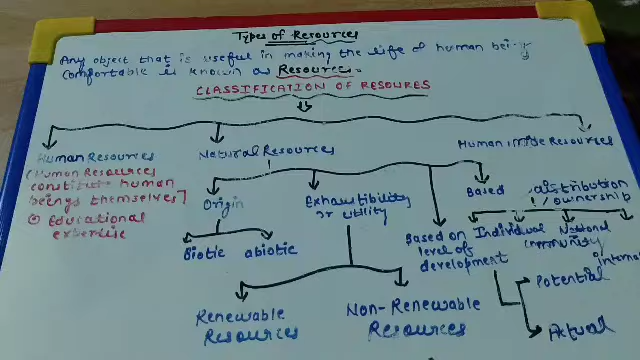 Types of Resources
Any object that is useful in making the life of human being
comfortable is known as Resources.
CLASSIFICATION OF RESOURES
Human Resources
(Human Resources
constitute human
beings themselves]
Educational
expertise
Natural Resources
Human made Resources
Origin
Biotic abiotic
Exhaustibility
or utility
Renewable
Resources
Non-Renewable
Resources
Based on
level of
development
Based distribution
/ownership
Individual National
community
Potential
Actual